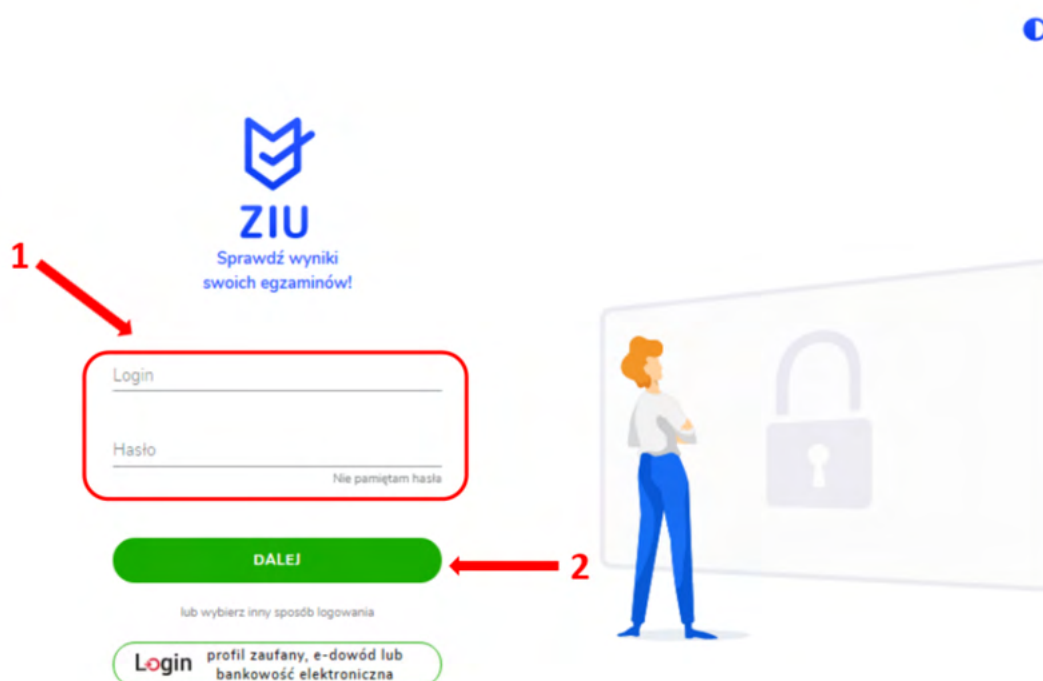 ZIU
Sprawdź wyniki
swoich egzaminów!
1
Login
Hasło
Nie pamiętam hasła
DALEJ
2
lub wybierz inny sposób logowania
Login profil zaufany, e-dowód lub
bankowość elektroniczna